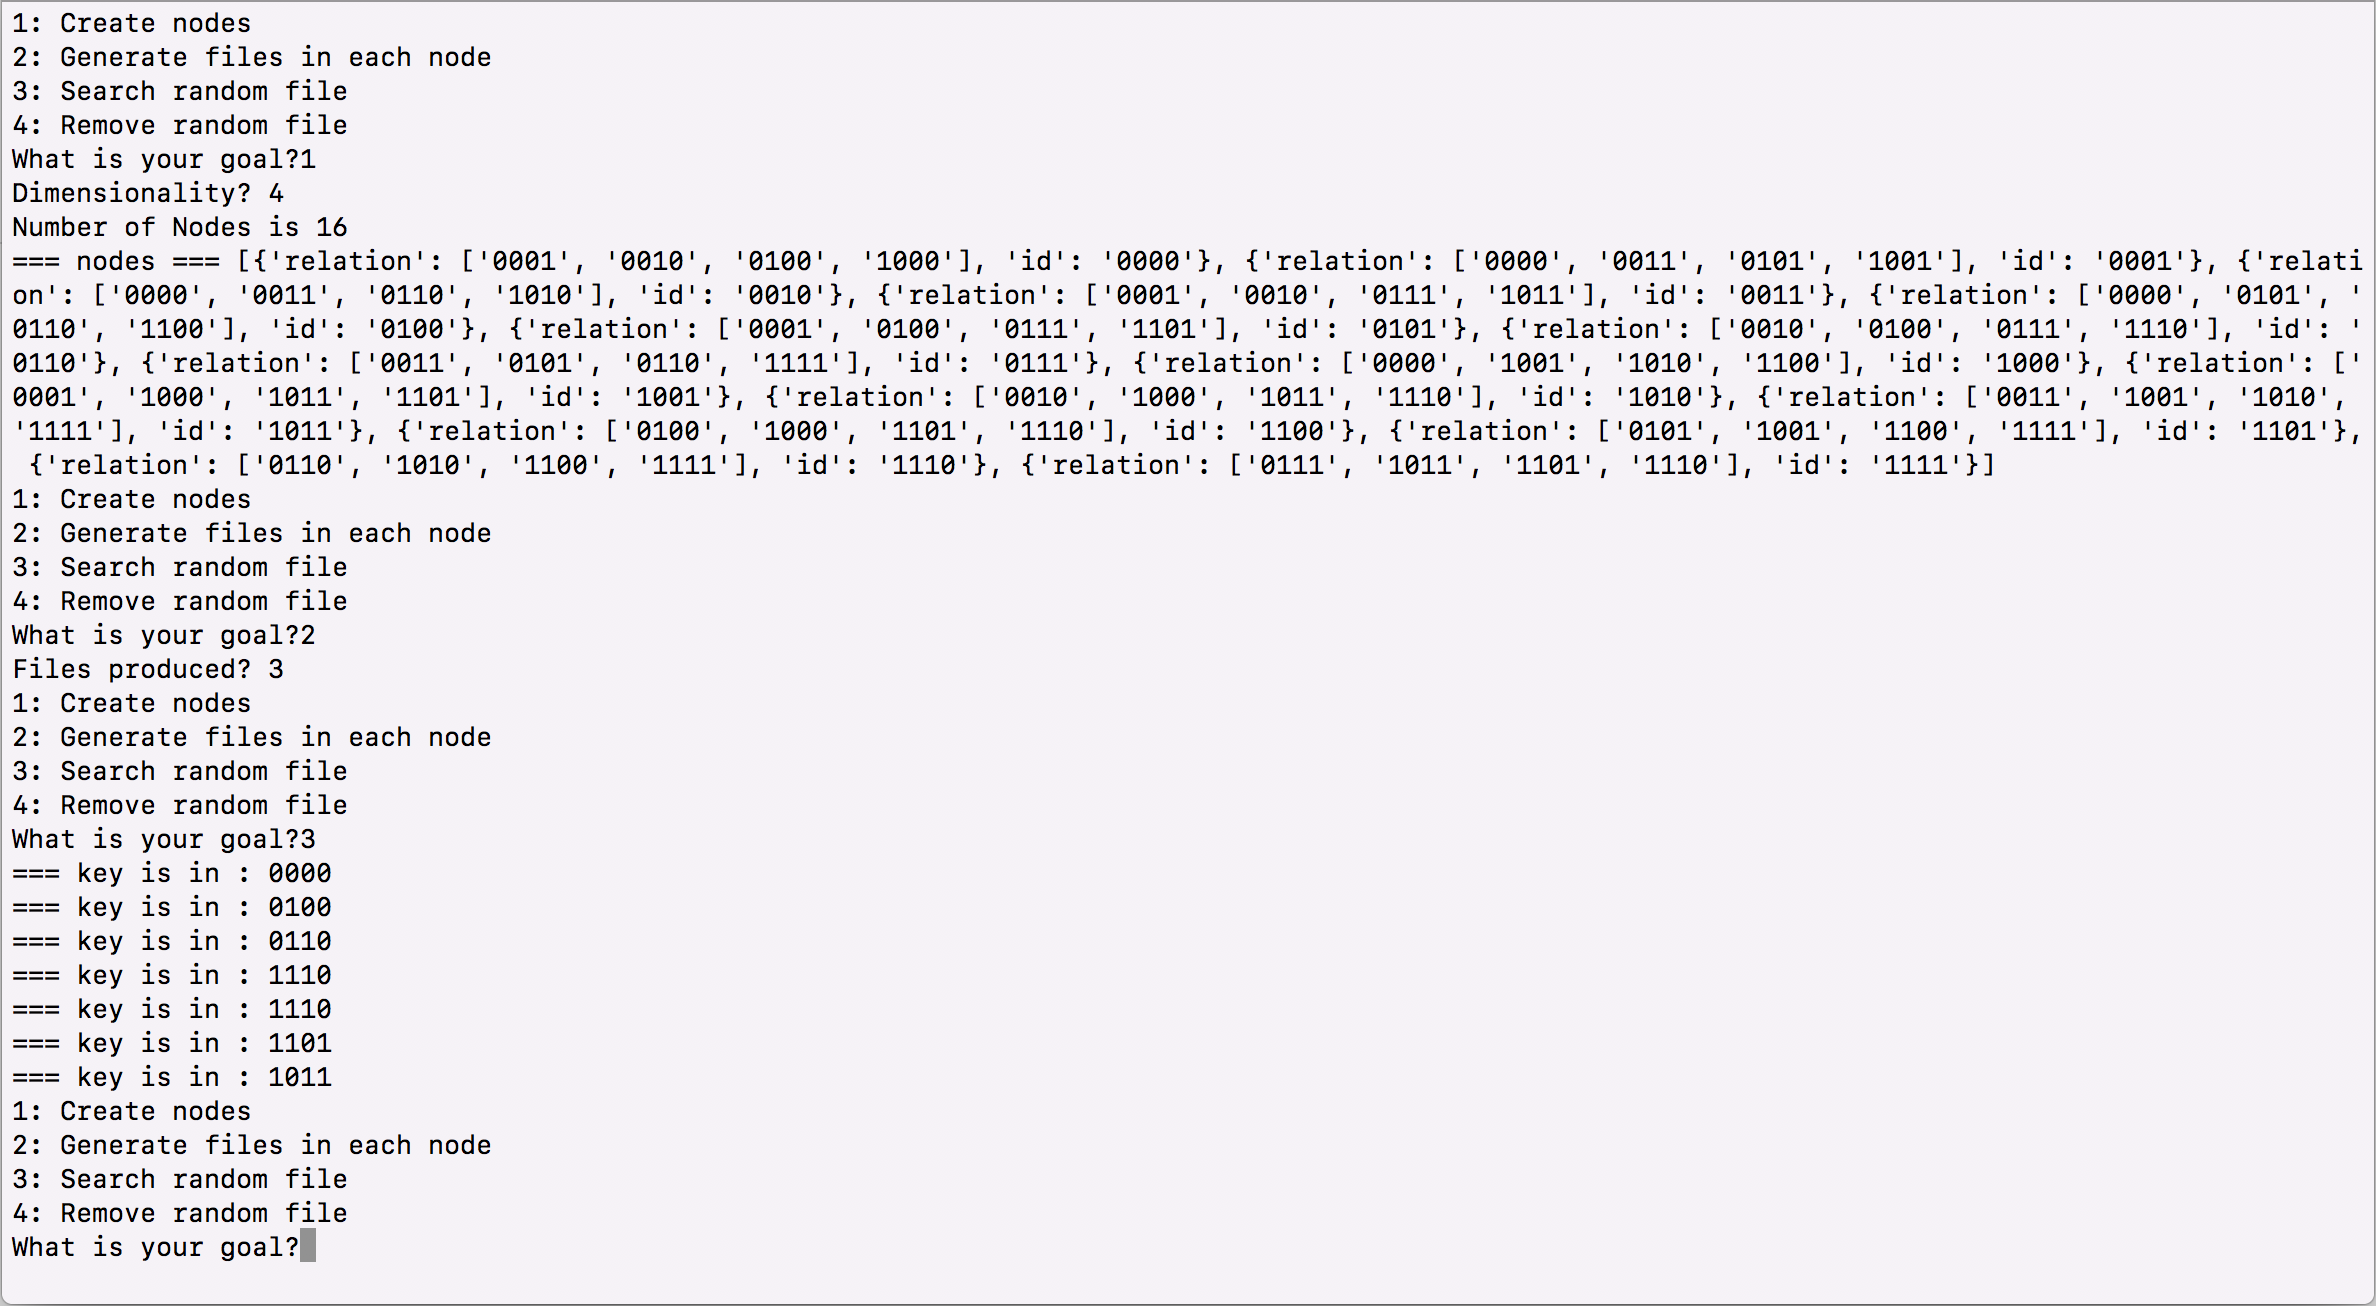 1: Create nodes
2: Generate files in each node
3: Search random file
4: Remove random file
What is your goal?1
Dimensionality? 4
Number of Nodes is 16
=== nodes === [{'relation': ['0001', '0010', '0100', '1000'], 'id': '0000'}, {'relation': ['0000', '0011', '0101', '1001'], 'id': '0001'}, {'relati
on': ['0000', '0011', '0110', '1010'], 'id': '0010'}, {'relation': ['0001', '0010', '0111', '1011'], 'id': '0011'}, {'relation': ['0000', '0101', '
0110', '1100'], 'id': '0100'}, {'relation': ['0001', '0100', '0111', '1101'], 'id': '0101'}, {'relation': ['0010', '0100', '0111', '1110'], 'id': '
0110'}, {'relation': ['0011', '0101', '0110', '1111'], 'id': '0111'}, {'relation': ['0000', '1001', '1010', '1100'], 'id': '1000'}, {'relation': ['
0001', '1000', '1011', '1101'], 'id': '1001'}, {'relation': ['0010', '1000', '1011', '1110'], 'id': '1010'}, {'relation': ['0011', '1001', '1010',
'1111'], 'id': '1011'}, {'relation': ['0100', '1000', '1101', '1110'], 'id': '1100'}, {'relation': ['0101', '1001', '1100', '1111'], 'id': '1101'},
{'relation': ['0110', '1010', '1100', '1111'], 'id': '1110'}, {'relation': ['0111', '1011', '1101', '1110'], 'id': '1111'}]
1: Create nodes
2: Generate files in each node
3: Search random file
4: Remove random file
What is your goal?2
Files produced? 3
1: Create nodes
2: Generate files in each node
3: Search random file
4: Remove random file
What is your goal?3
=== key is in : 0000
=== key is in : 0100
=== key is in : 0110
=== key is in : 1110
=== key is in : 1110
=== key is in : 1101
=== key is in : 1011
1: Create nodes
2: Generate files in each node
3: Search random file
4: Remove random file
What is your goal?